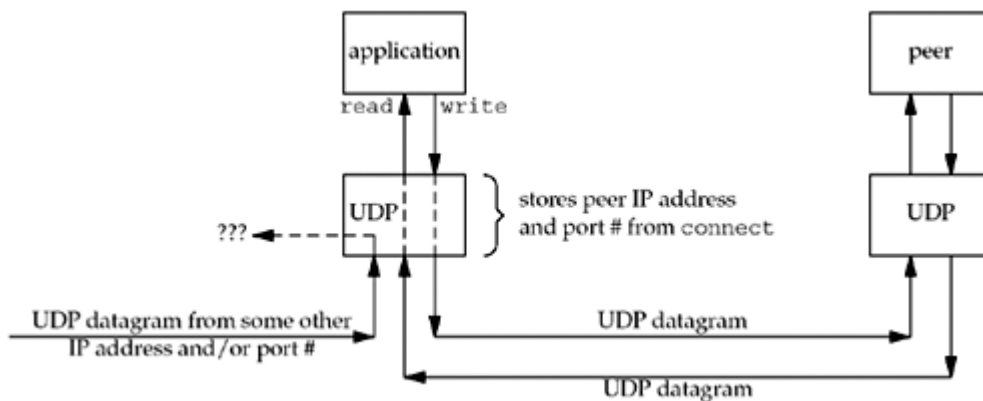 application
peer
read
write
UDP
stores peer IP address
and port # from connect
UDP
???
UDP datagram from some other
IP address and/or port #
UDP datagram
UDP datagram